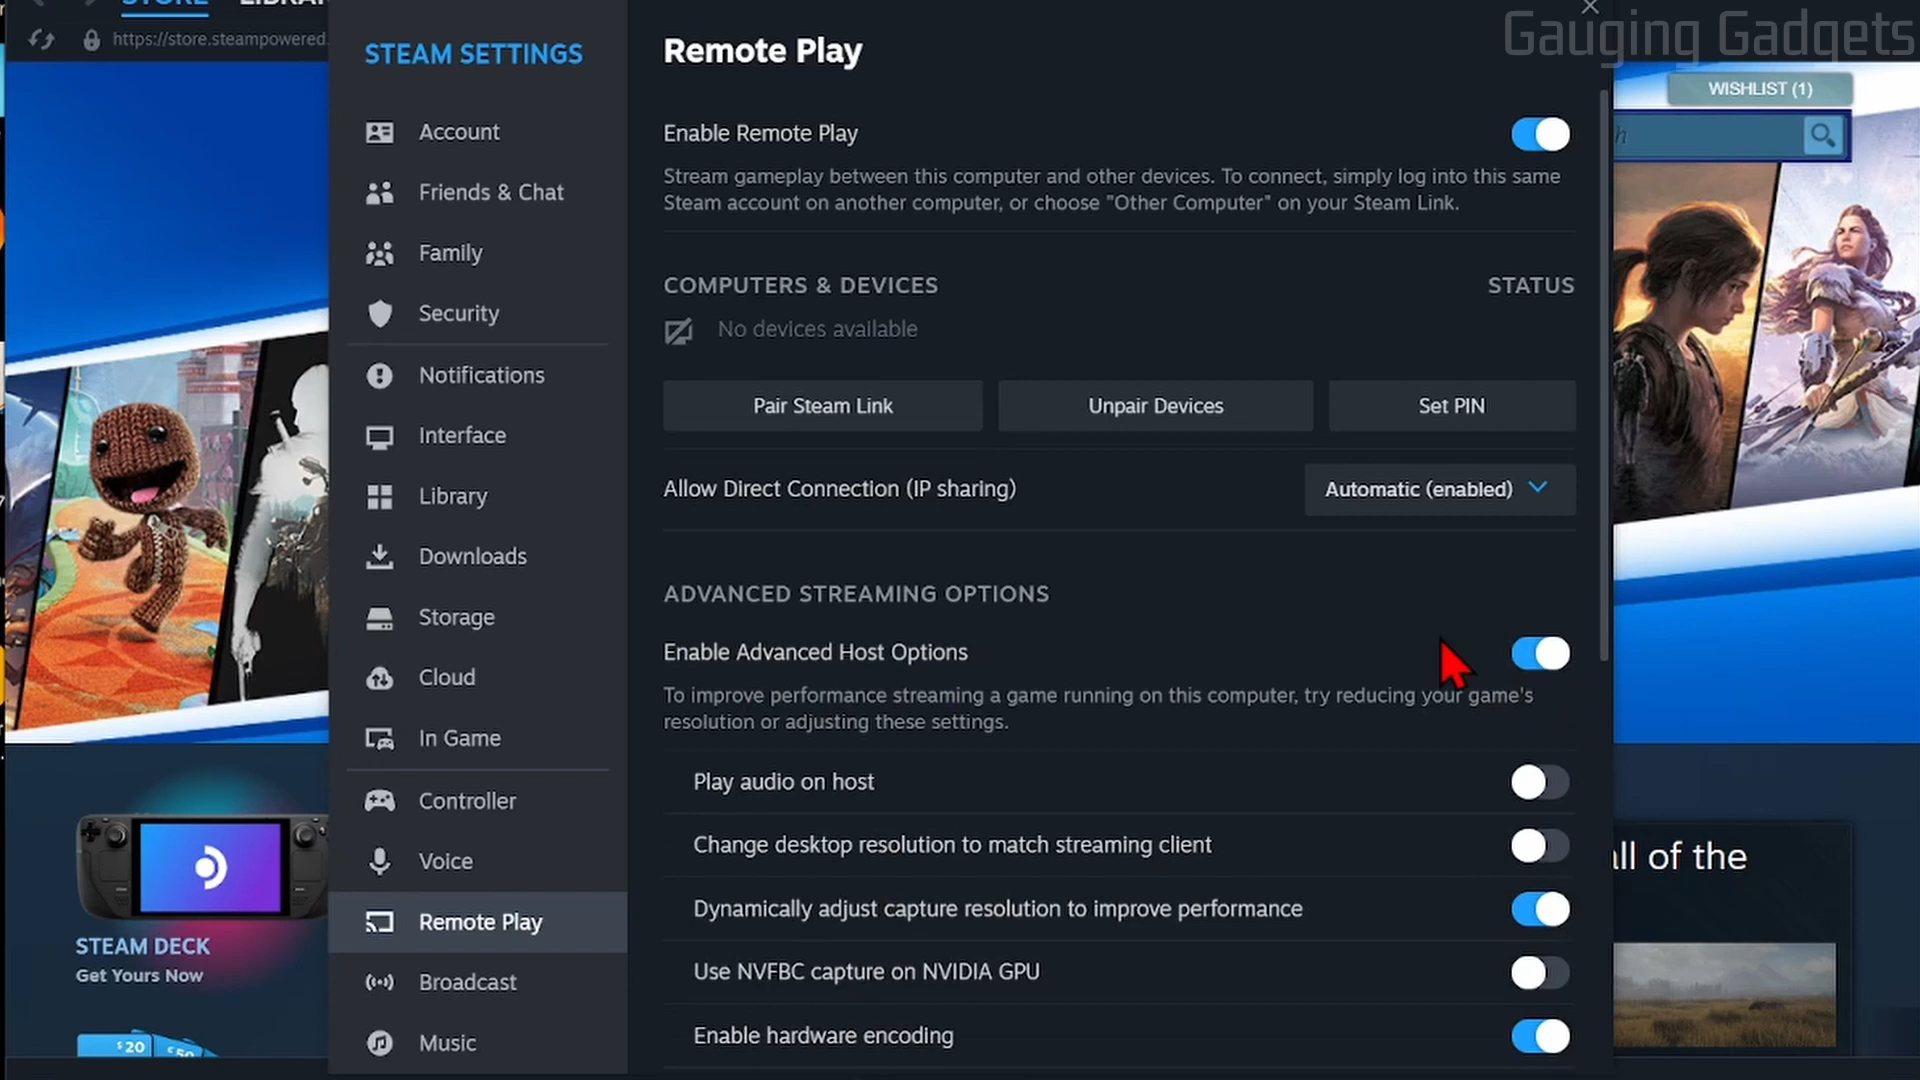 STORE
https://store.steampowered.
Gauging Gadgets
WISHLIST (1)
STEAM SETTINGS
Account
Friends & Chat
Family
Security
Notifications
Interface
Library
Downloads
Storage
Cloud
In Game
Controller
Voice
Remote Play
Broadcast
Music
Remote Play
Enable Remote Play
Stream gameplay between this computer and other devices. To connect, simply log into this same
Steam account on another computer, or choose "Other Computer" on your Steam Link.
COMPUTERS & DEVICES
STATUS
No devices available
Pair Steam Link
Unpair Devices
Set PIN
Allow Direct Connection (IP sharing)
Automatic (enabled)
ADVANCED STREAMING OPTIONS
Enable Advanced Host Options
To improve performance streaming a game running on this computer, try reducing your game's
resolution or adjusting these settings.
Play audio on host
Change desktop resolution to match streaming client
Dynamically adjust capture resolution to improve performance
Use NVFBC capture on NVIDIA GPU
Enable hardware encoding
STEAM DECK
Get Yours Now
$20
$50
all of the